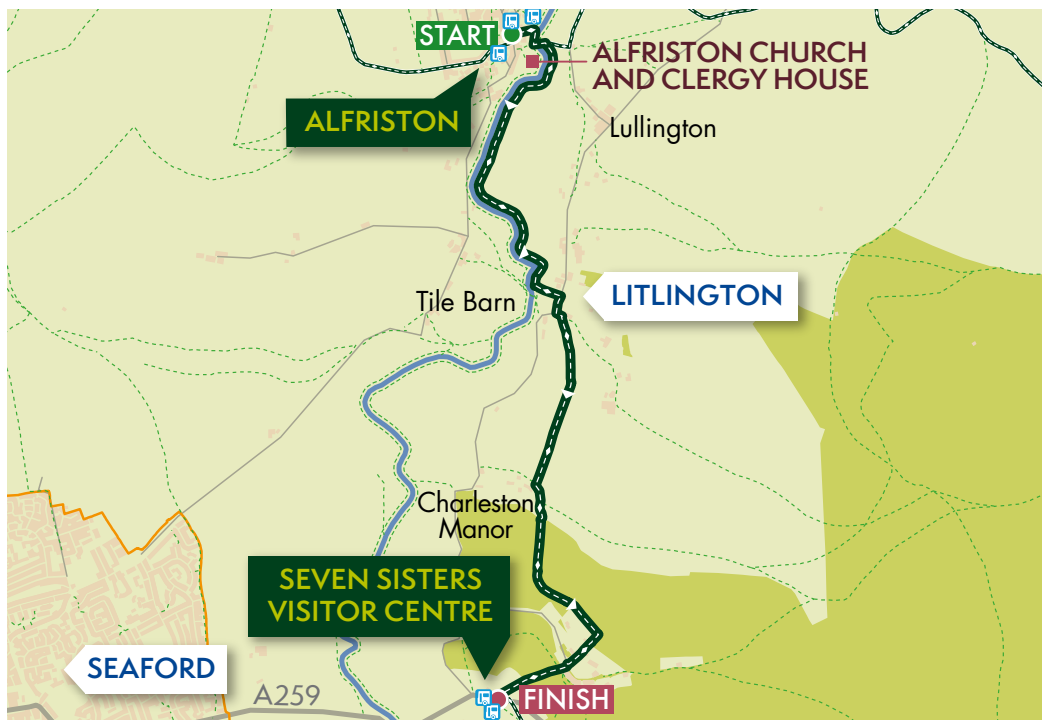 START
ALFRISTON CHURCH
AND CLERGY HOUSE
ALFRISTON
Lullington
LITLINGTON
Tile Barn
Charleston
Manor
SEVEN SISTERS
VISITOR CENTRE
SEAFORD
A259
FINISH